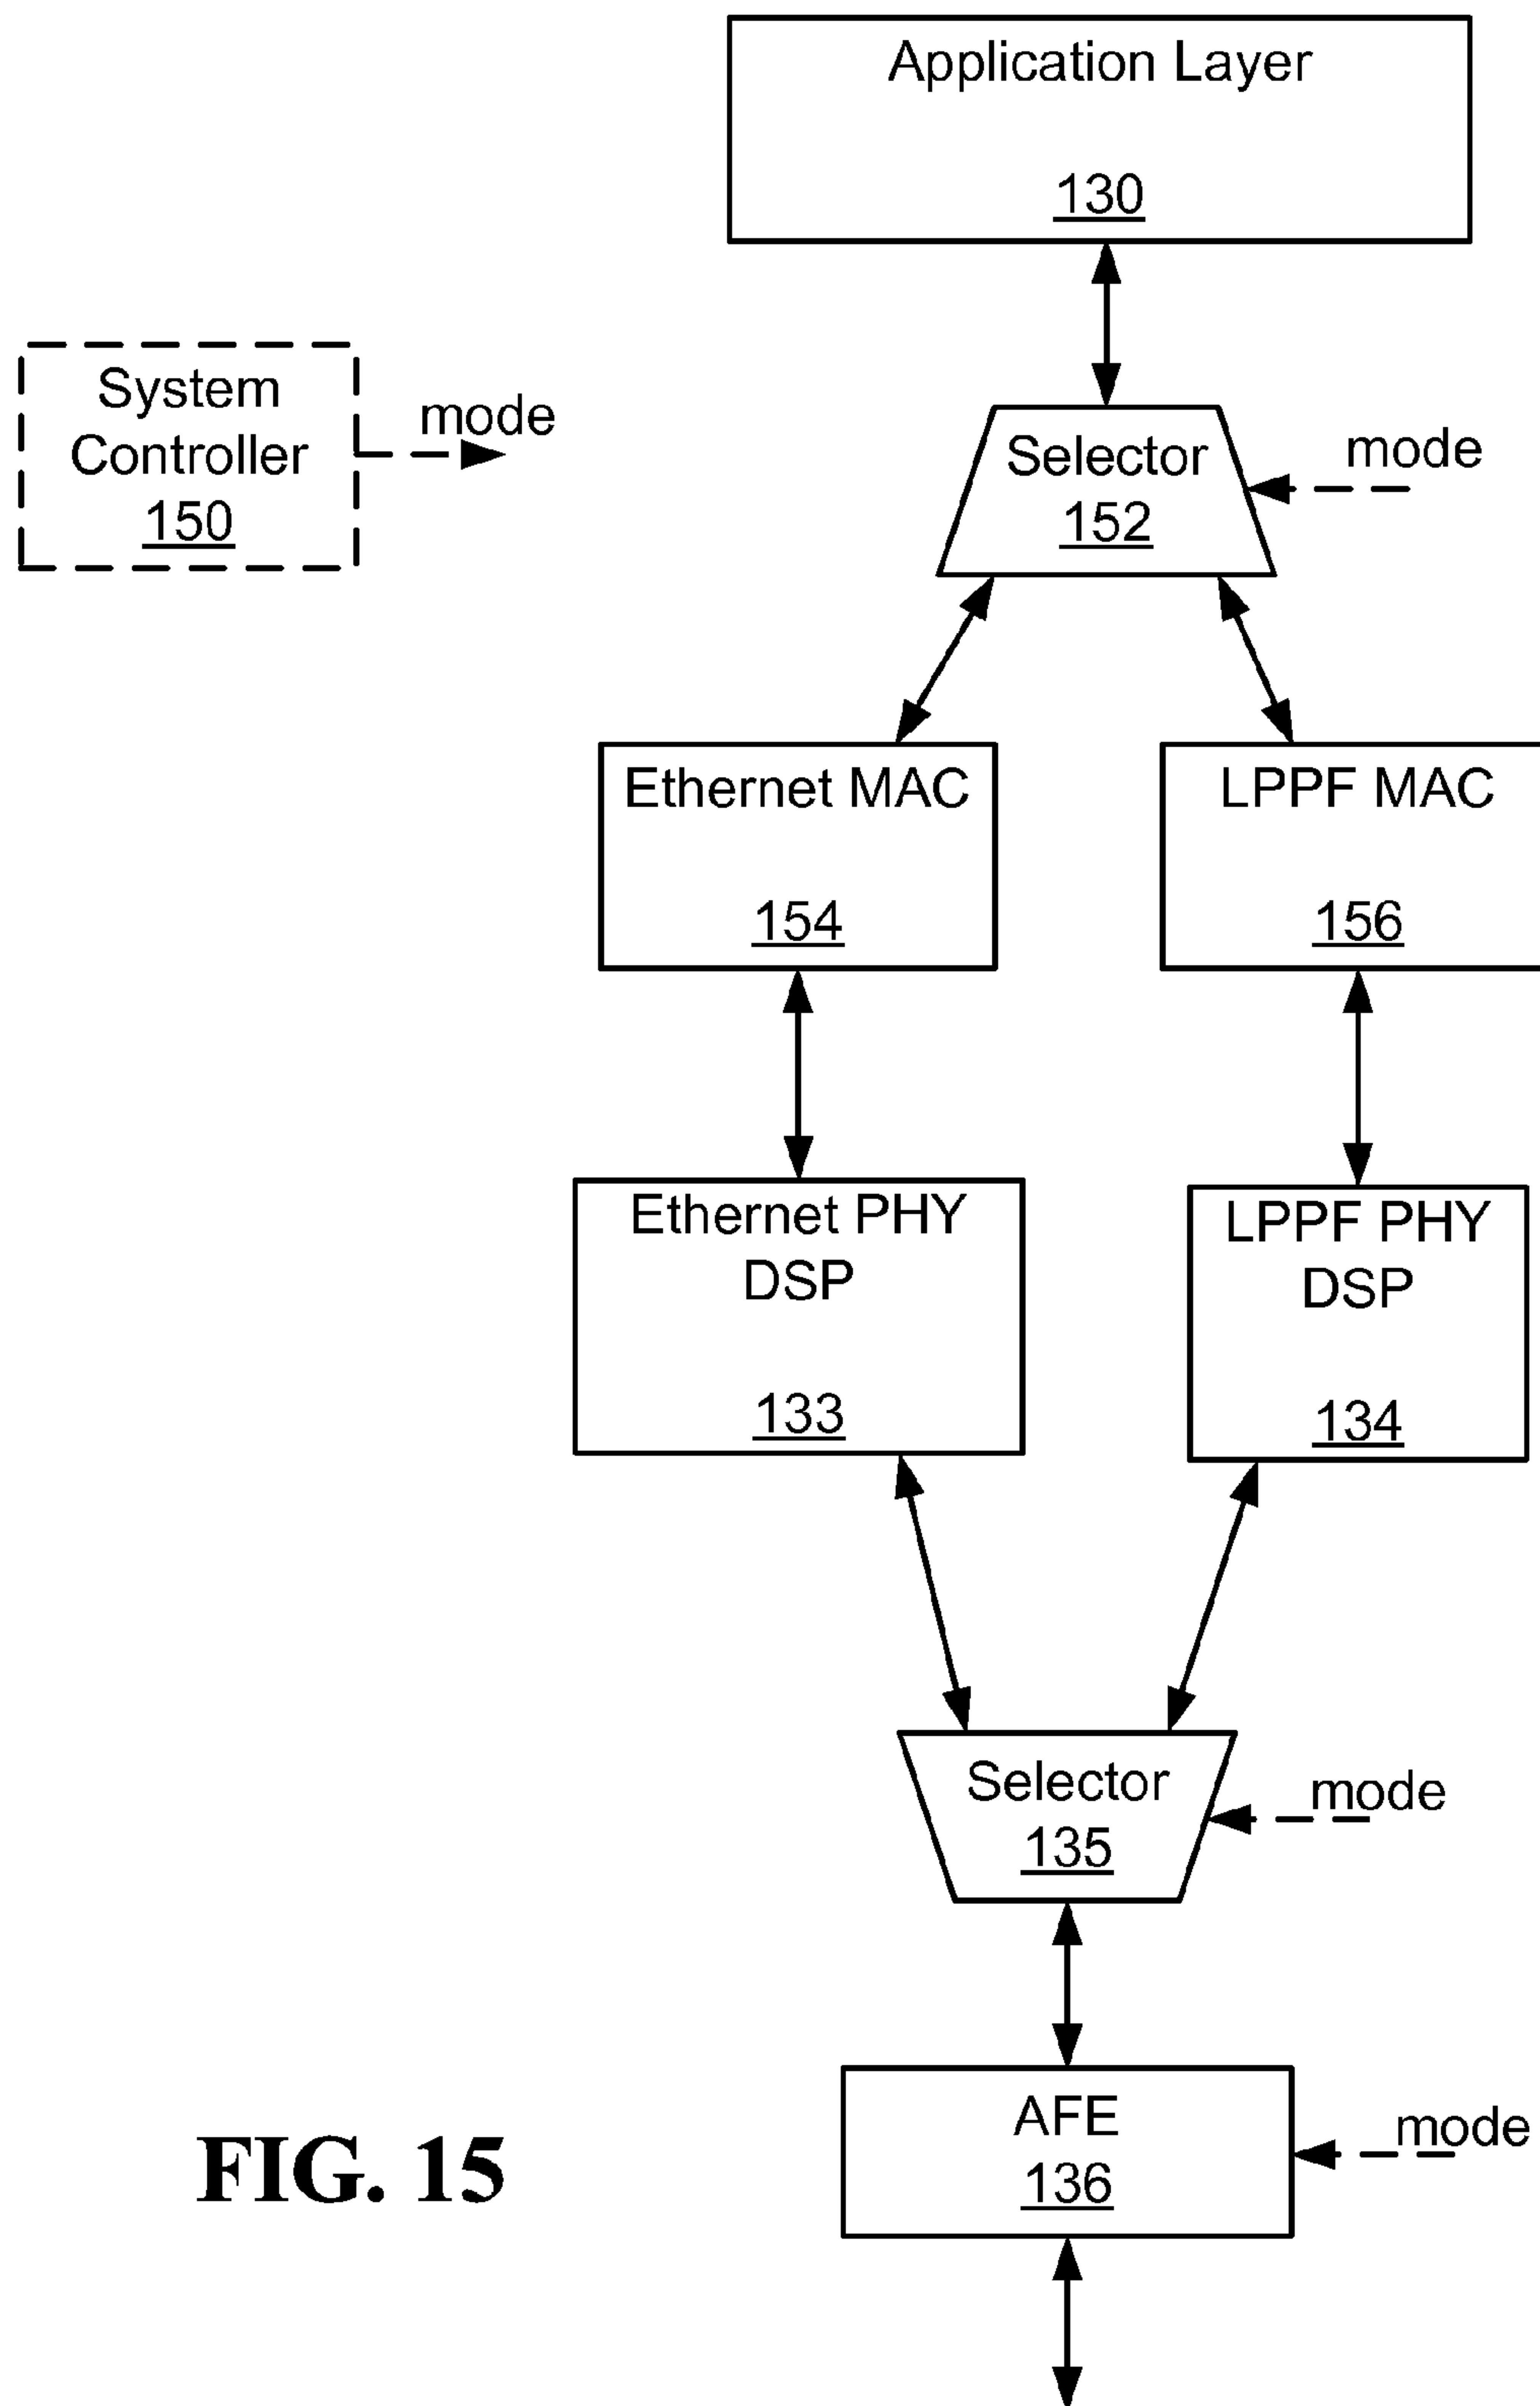 Application Layer
130
System
Controller
150
mode
Selector
152
mode
Ethernet MAC
154
LPPF MAC
156
Ethernet PHY
DSP
133
LPPF PHY
DSP
134
Selector
135
mode
AFE
136
mode
FIG. 15